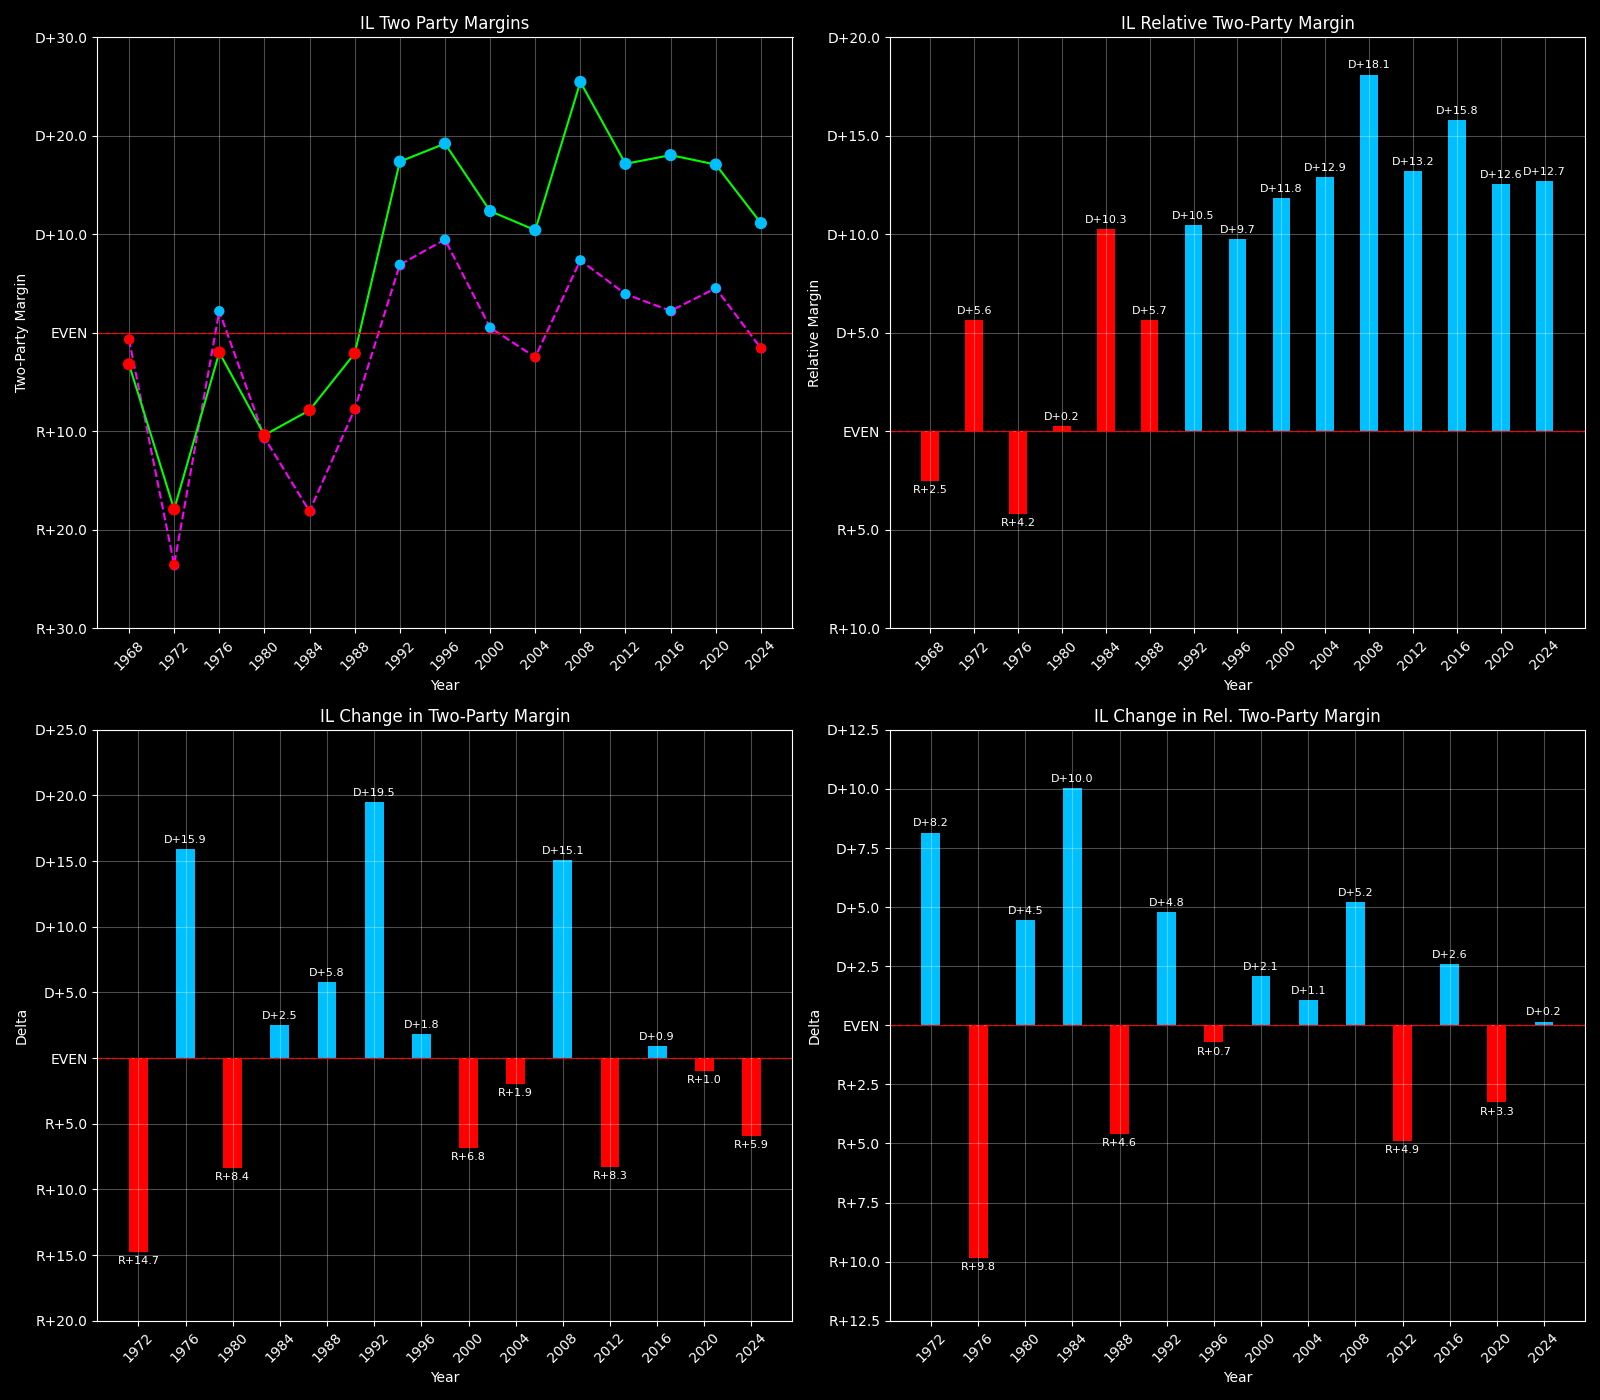 IL Two Party Margins
D+30.0
D+20.0
D+10.0
EVEN
R+10.0
R+20.0
R+30.0
Two-Party Margin
1968 1972 1976 1980 1984 1988 1992 1996 2000 2004 2008 2012 2016 2020 2024
Year
IL Relative Two-Party Margin
D+20.0
D+15.0
D+10.0
D+5.0
EVEN
R+5.0
R+10.0
Relative Margin
R+2.5 D+5.6 R+4.2 D+0.2 D+10.3 D+5.7 D+10.5 D+9.7 D+11.8 D+12.9 D+18.1 D+13.2 D+15.8 D+12.6 D+12.7
1968 1972 1976 1980 1984 1988 1992 1996 2000 2004 2008 2012 2016 2020 2024
Year
IL Change in Two-Party Margin
D+25.0
D+20.0
D+15.0
D+10.0
D+5.0
EVEN
R+5.0
R+10.0
R+15.0
R+20.0
Delta
R+14.7 D+15.9 R+8.4 D+2.5 D+5.8 D+19.5 D+1.8 R+6.8 R+1.9 D+15.1 R+8.3 D+0.9 R+1.0 R+5.9
1972 1976 1980 1984 1988 1992 1996 2000 2004 2008 2012 2016 2020 2024
Year
IL Change in Rel. Two-Party Margin
D+12.5
D+10.0
D+7.5
D+5.0
D+2.5
EVEN
R+2.5
R+5.0
R+7.5
R+10.0
R+12.5
Delta
D+8.2 R+9.8 D+4.5 D+10.0 R+4.6 D+4.8 R+0.7 D+2.1 D+1.1 D+5.2 R+4.9 D+2.6 R+3.3 D+0.2
1972 1976 1980 1984 1988 1992 1996 2000 2004 2008 2012 2016 2020 2024
Year